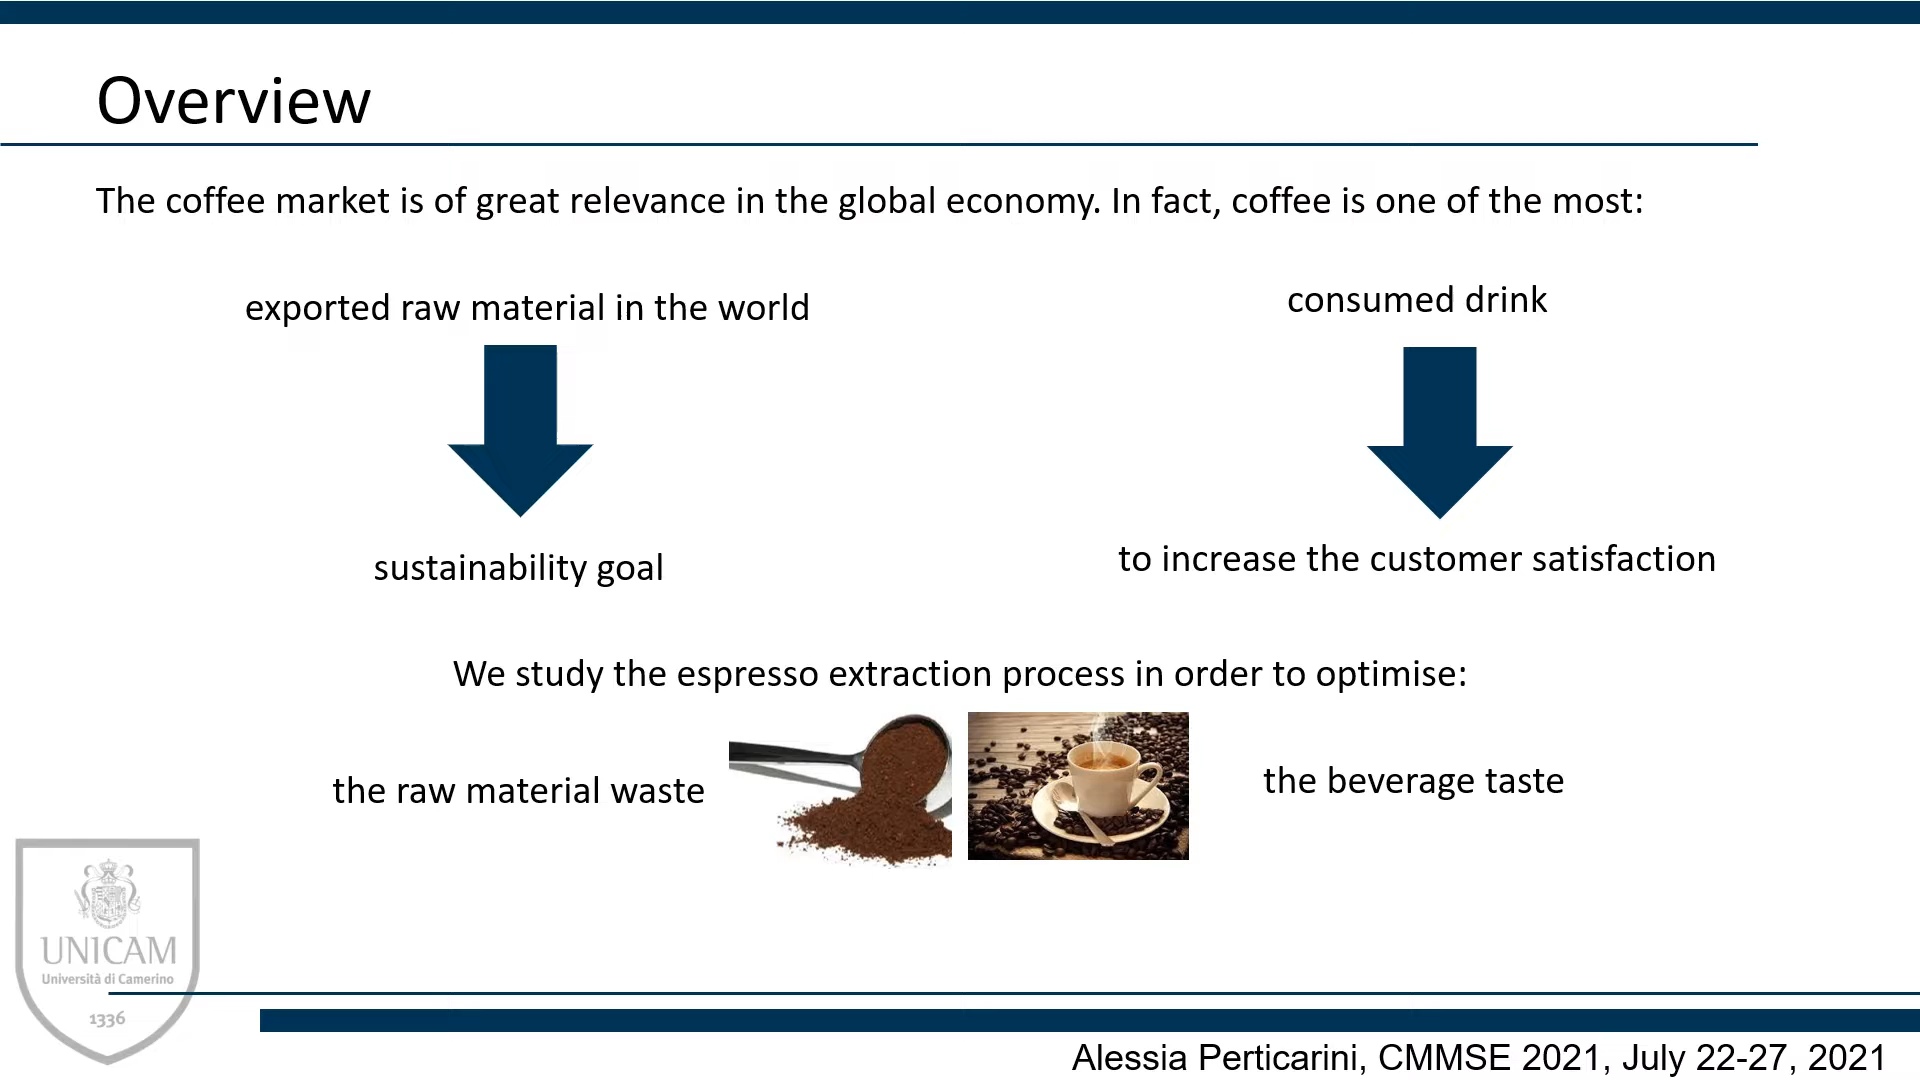 Overview
The coffee market is of great relevance in the global economy. In fact, coffee is one of the most:
exported raw material in the world
consumed drink
sustainability goal
to increase the customer satisfaction
We study the espresso extraction process in order to optimise:
the raw material waste
the beverage taste
UNICAM
Università di Camerino
1336
Alessia Perticarini, CMMSE 2021, July 22-27, 2021